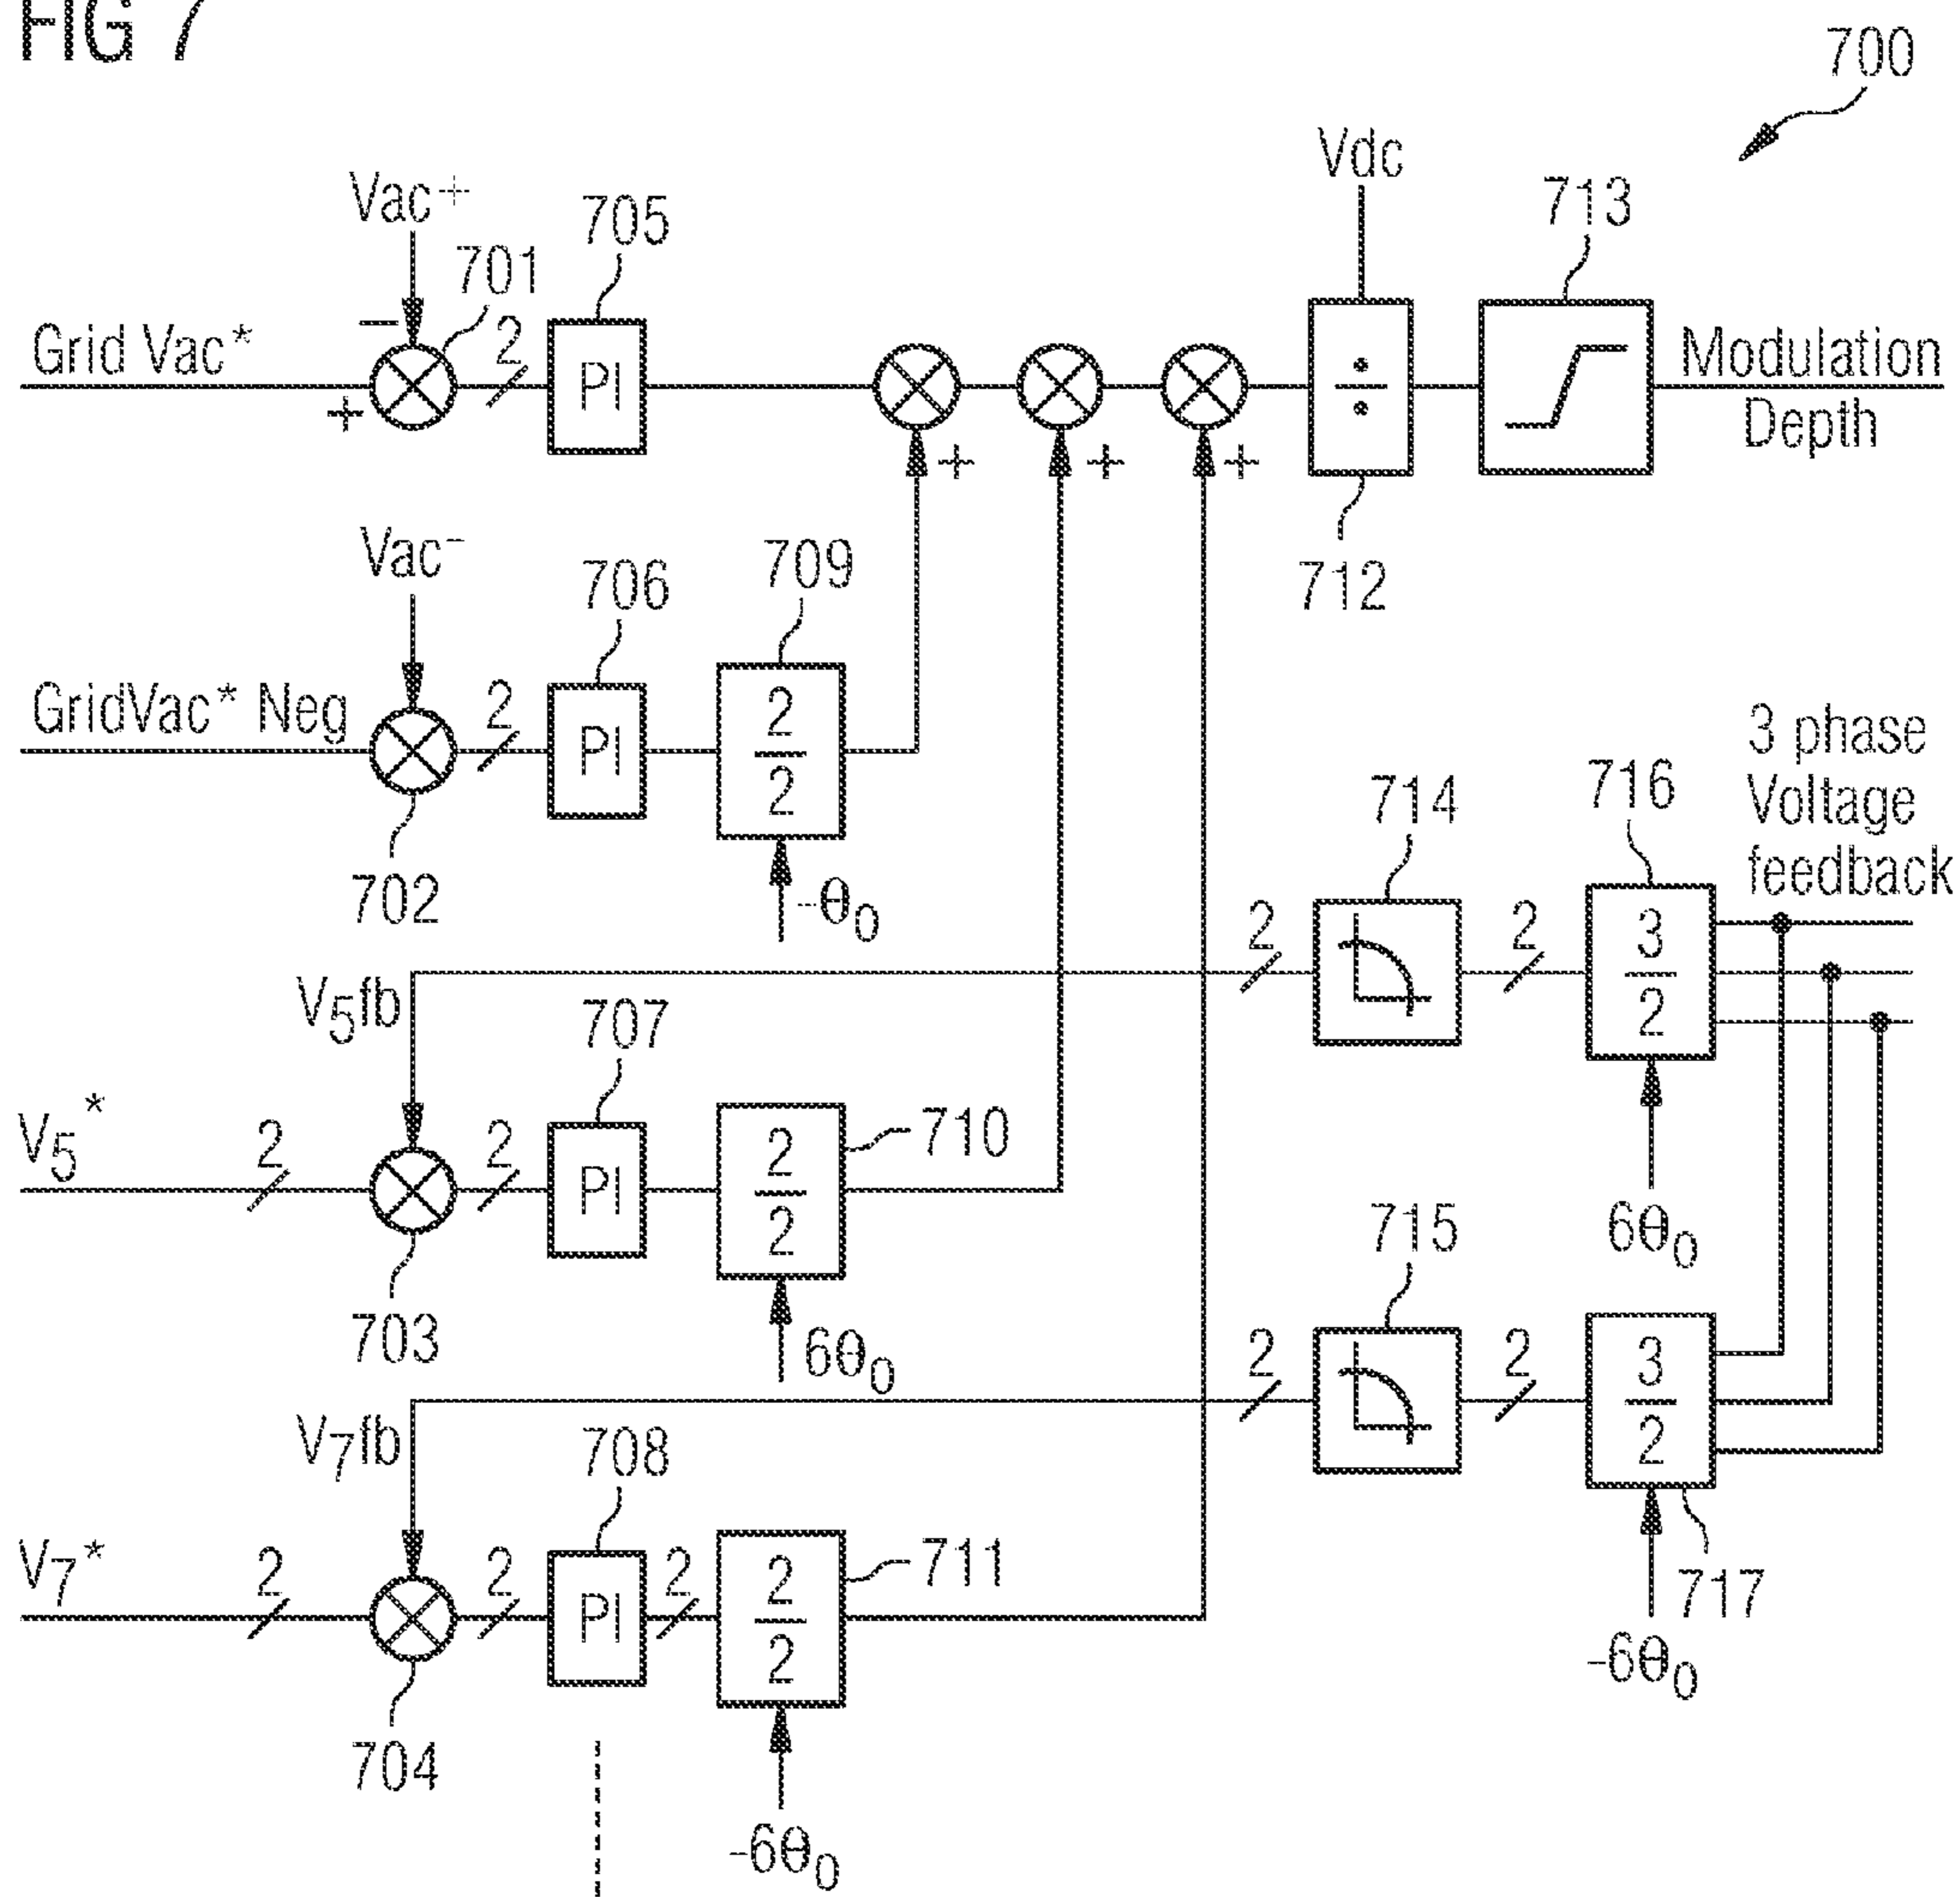 FIG 7
700
Vac+
701
705
Vdc
713
Grid Vac*
−
+
2
PI
+
+
+
÷
Modulation
Depth
712
Vac-
706
709
GridVac* Neg
2
PI
2
2
702
-θ0
714
716
3 phase
Voltage
feedback
2
2
3
2
6θ0
V5fb
707
710
V5*
2
2
PI
2
2
703
6θ0
715
2
2
3
2
717
-6θ0
V7fb
708
711
V7*
2
2
PI
2
2
2
704
-6θ0